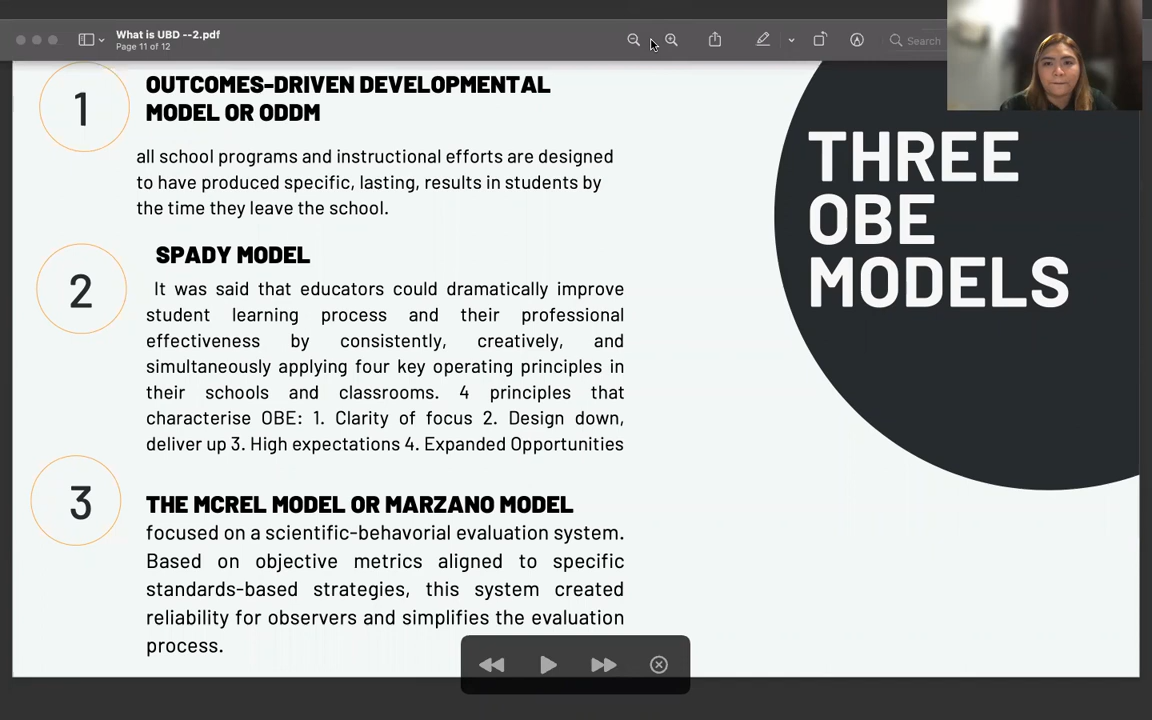 What is UBD --2.pdf
Page 11 of 12
Search
1
OUTCOMES-DRIVEN DEVELOPMENTAL
MODEL OR ODDM
all school programs and instructional efforts are designed
to have produced specific, lasting, results in students by
the time they leave the school.
2
SPADY MODEL
It was said that educators could dramatically improve
student learning process and their professional
effectiveness by consistently, creatively, and
simultaneously applying four key operating principles in
their schools and classrooms. 4 principles that
characterise OBE: 1. Clarity of focus 2. Design down,
deliver up 3. High expectations 4. Expanded Opportunities
3
THE MCREL MODEL OR MARZANO MODEL
focused on a scientific-behavorial evaluation system.
Based on objective metrics aligned to specific
standards-based strategies, this system created
reliability for observers and simplifies the evaluation
process.
THREE
OBE
MODELS